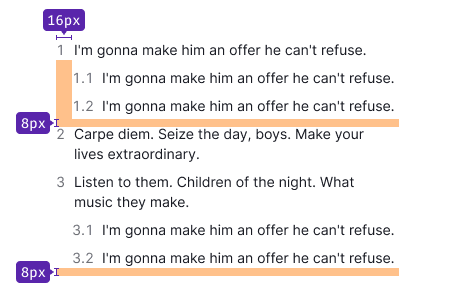 16px
1 I'm gonna make him an offer he can't refuse.
1.1 I'm gonna make him an offer he can't refuse.
1.2 I'm gonna make him an offer he can't refuse.
8px
2 Carpe diem. Seize the day, boys. Make your
lives extraordinary.
3 Listen to them. Children of the night. What
music they make.
3.1 I'm gonna make him an offer he can't refuse.
3.2 I'm gonna make him an offer he can't refuse.
8px